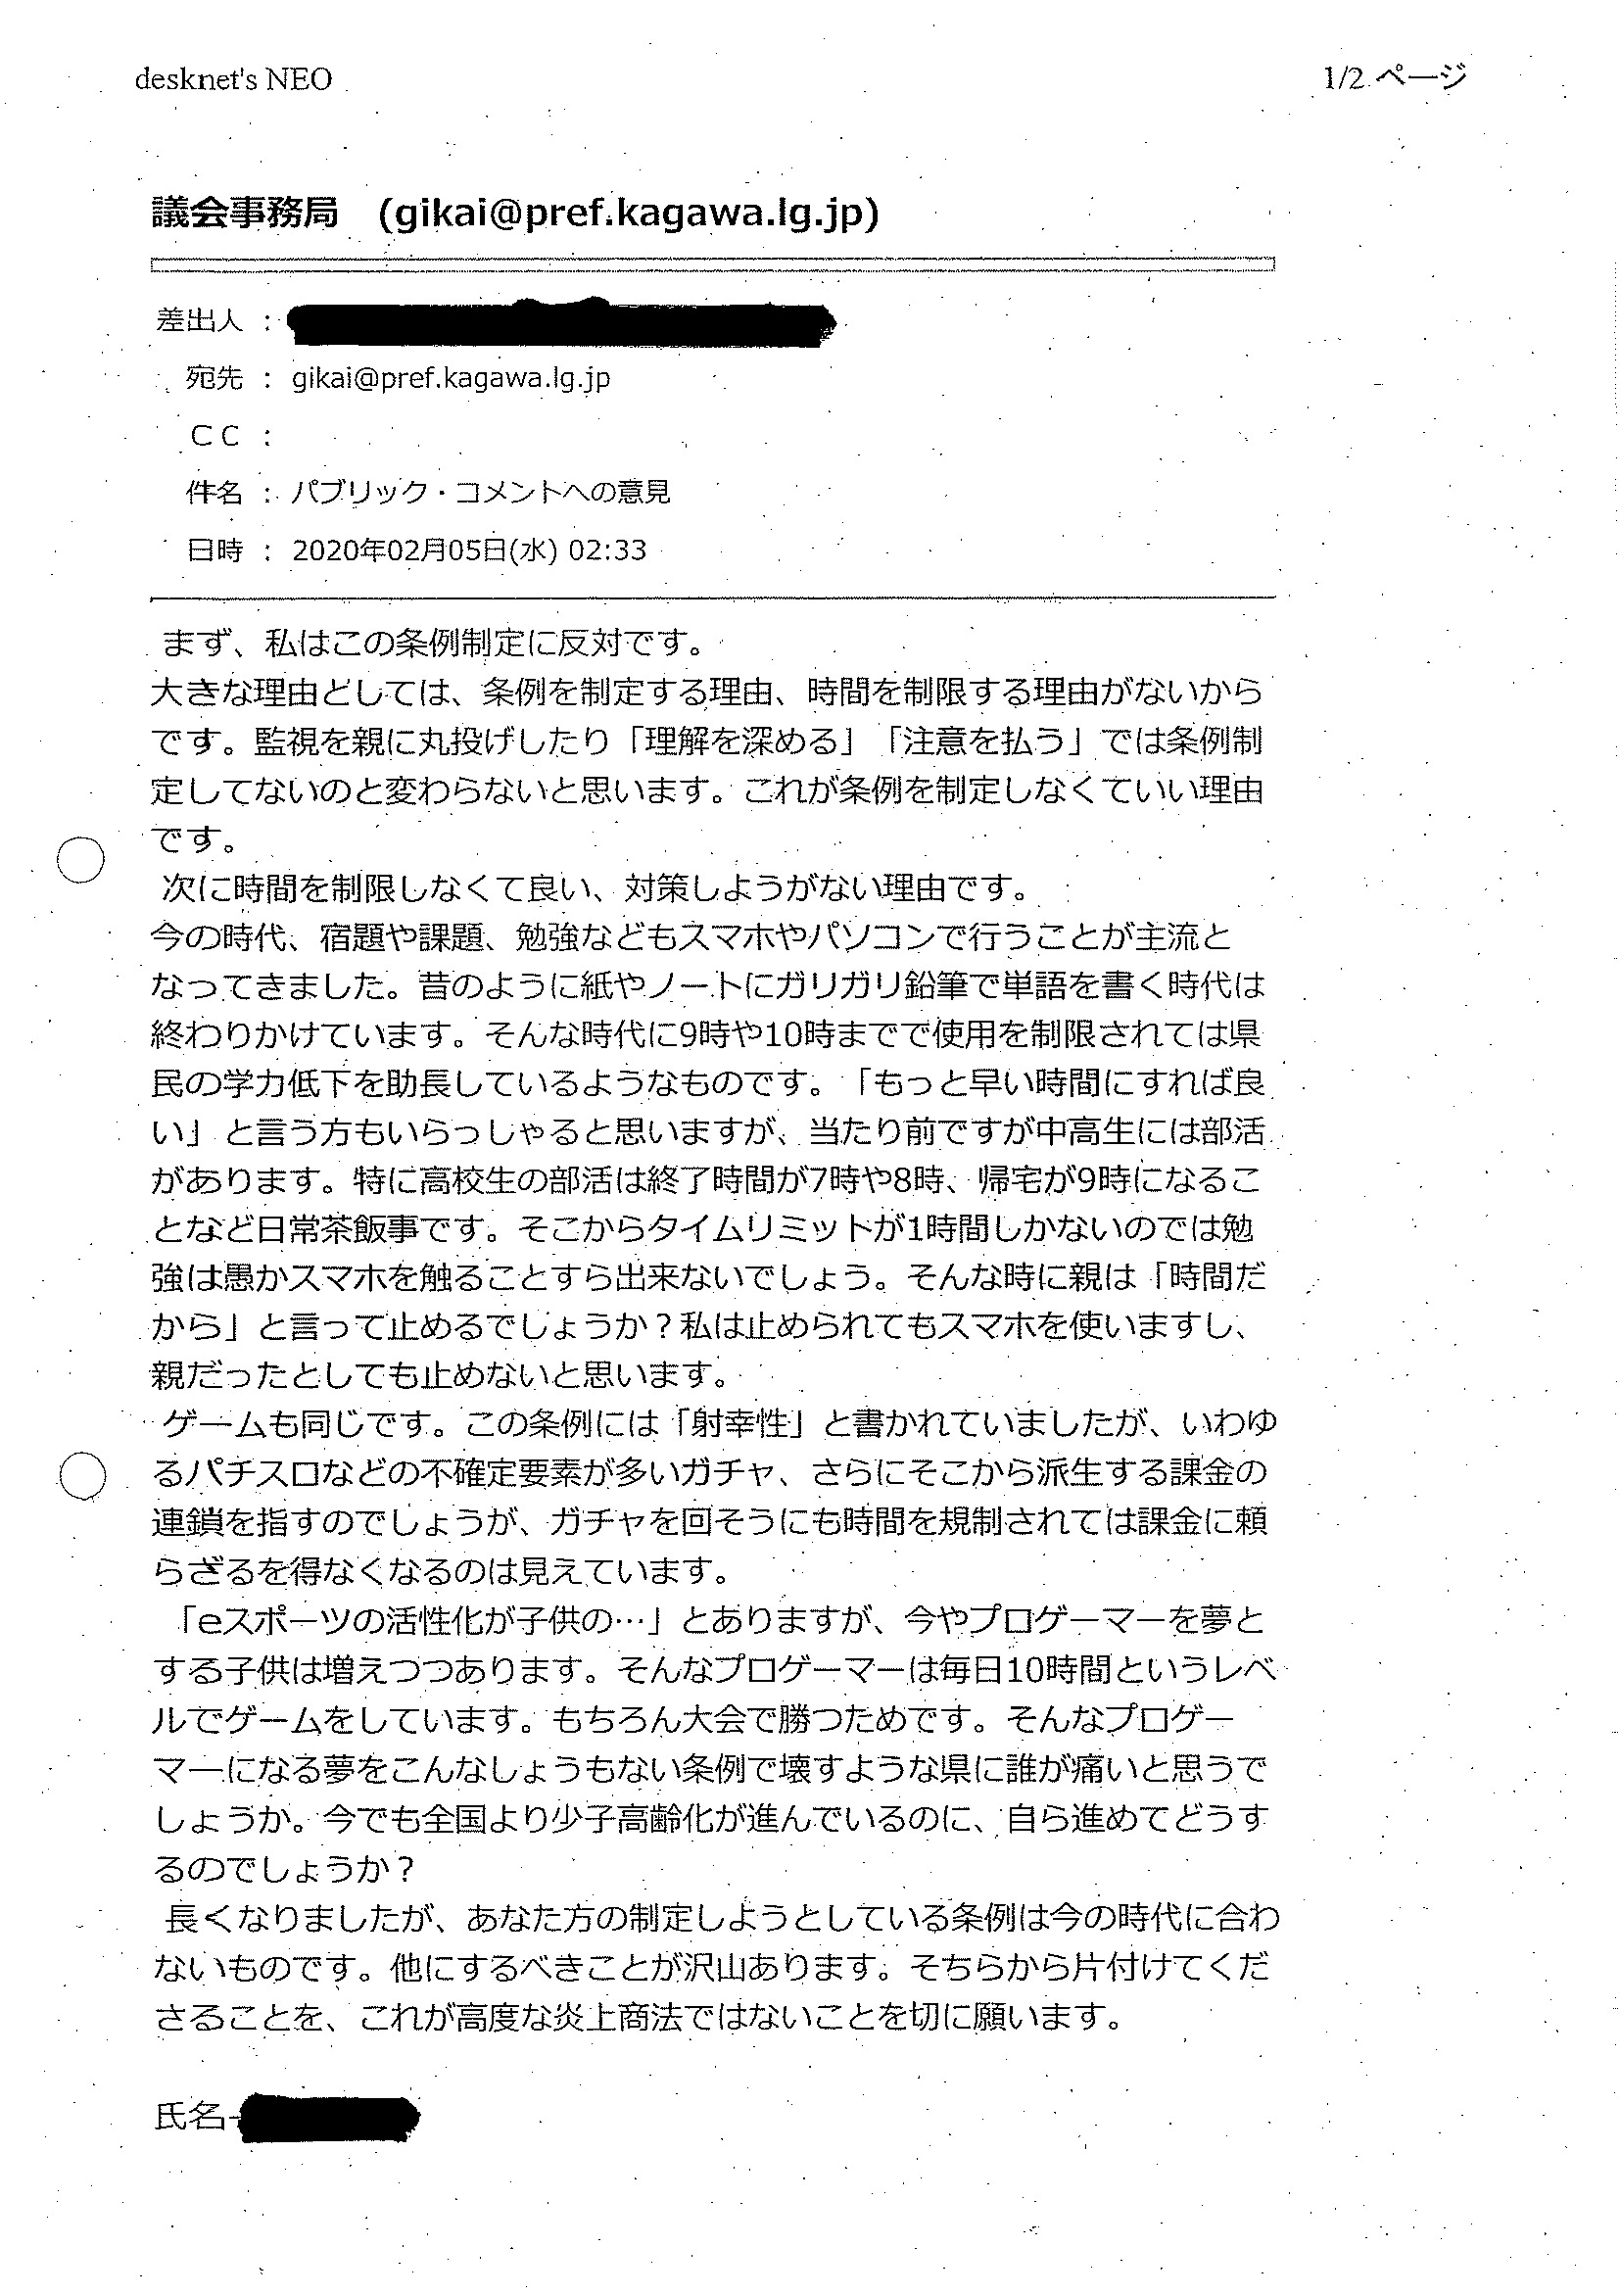 desknet's NEO
1/2 ページ
議会事務局　(gikai@pref.kagawa.lg.jp)
差出人 :
宛先 : gikai@pref.kagawa.lg.jp
CC :
件名 : パブリック・コメントへの意見
日時 : 2020年02月05日(水) 02:33
まず、私はこの条例制定に反対です。
大きな理由としては、条例を制定する理由、時間を制限する理由がないから
です。監視を親に丸投げしたり「理解を深める」「注意を払う」では条例制
定してないのと変わらないと思います。これが条例を制定しなくていい理由
です。
次に時間を制限しなくて良い、対策しようがない理由です。
今の時代、宿題や課題、勉強などもスマホやパソコンで行うことが主流と
なってきました。昔のように紙やノートにガリガリ鉛筆で単語を書く時代は
終わりかけています。そんな時代に9時や10時までで使用を制限されては県
民の学力低下を助長しているようなものです。「もっと早い時間にすれば良
い」と言う方もいらっしゃると思いますが、当たり前ですが中高生には部活
があります。特に高校生の部活は終了時間が7時や8時、帰宅が9時になるこ
となど日常茶飯事です。そこからタイムリミットが1時間しかないのでは勉
強は愚かスマホを触ることすら出来ないでしょう。そんな時に親は「時間だ
から」と言って止めるでしょうか？私は止められてもスマホを使いますし、
親だったとしても止めないと思います。
ゲームも同じです。この条例には「射幸性」と書かれていましたが、いわゆ
るパチスロなどの不確定要素が多いガチャ、さらにそこから派生する課金の
連鎖を指すのでしょうが、ガチャを回そうにも時間を規制されては課金に頼
らざるを得なくなるのは見えています。
「eスポーツの活性化が子供の…」とありますが、今やプロゲーマーを夢と
する子供は増えつつあります。そんなプロゲーマーは毎日10時間というレベ
ルでゲームをしています。もちろん大会で勝つためです。そんなプロゲー
マーになる夢をこんなしょうもない条例で壊すような県に誰が痛いと思うで
しょうか。今でも全国より少子高齢化が進んでいるのに、自ら進めてどうす
るのでしょうか？
長くなりましたが、あなた方の制定しようとしている条例は今の時代に合わ
ないものです。他にするべきことが沢山あります。そちらから片付けてくだ
さることを、これが高度な炎上商法ではないことを切に願います。
氏名